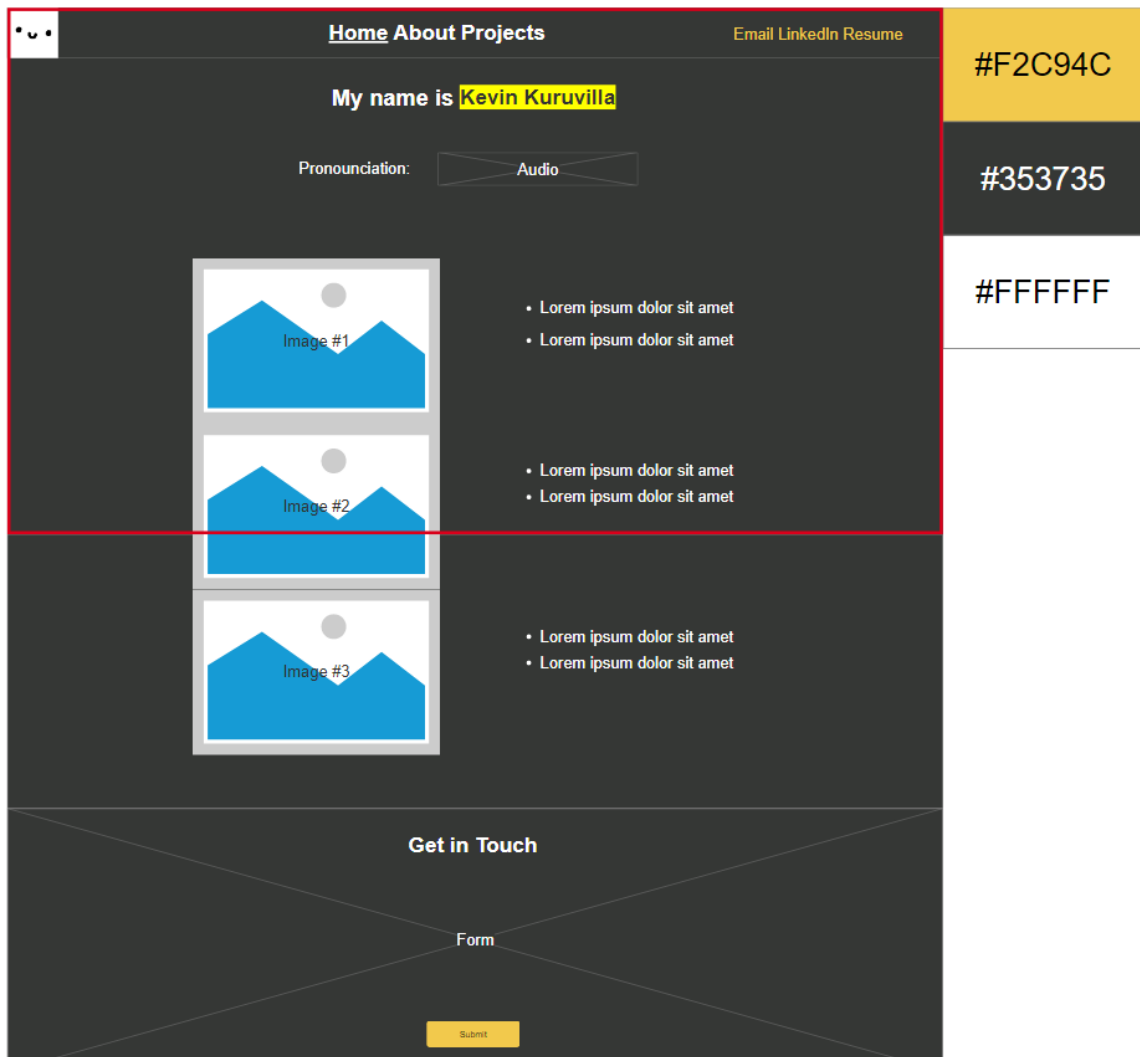 Home About Projects
Email LinkedIn Resume
#F2C94C
My name is Kevin Kuruvilla
Pronounciation:
Audio
#353735
#FFFFFF
Image #1
• Lorem ipsum dolor sit amet
• Lorem ipsum dolor sit amet
Image #2
• Lorem ipsum dolor sit amet
• Lorem ipsum dolor sit amet
Image #3
• Lorem ipsum dolor sit amet
• Lorem ipsum dolor sit amet
Get in Touch
Form
Submit